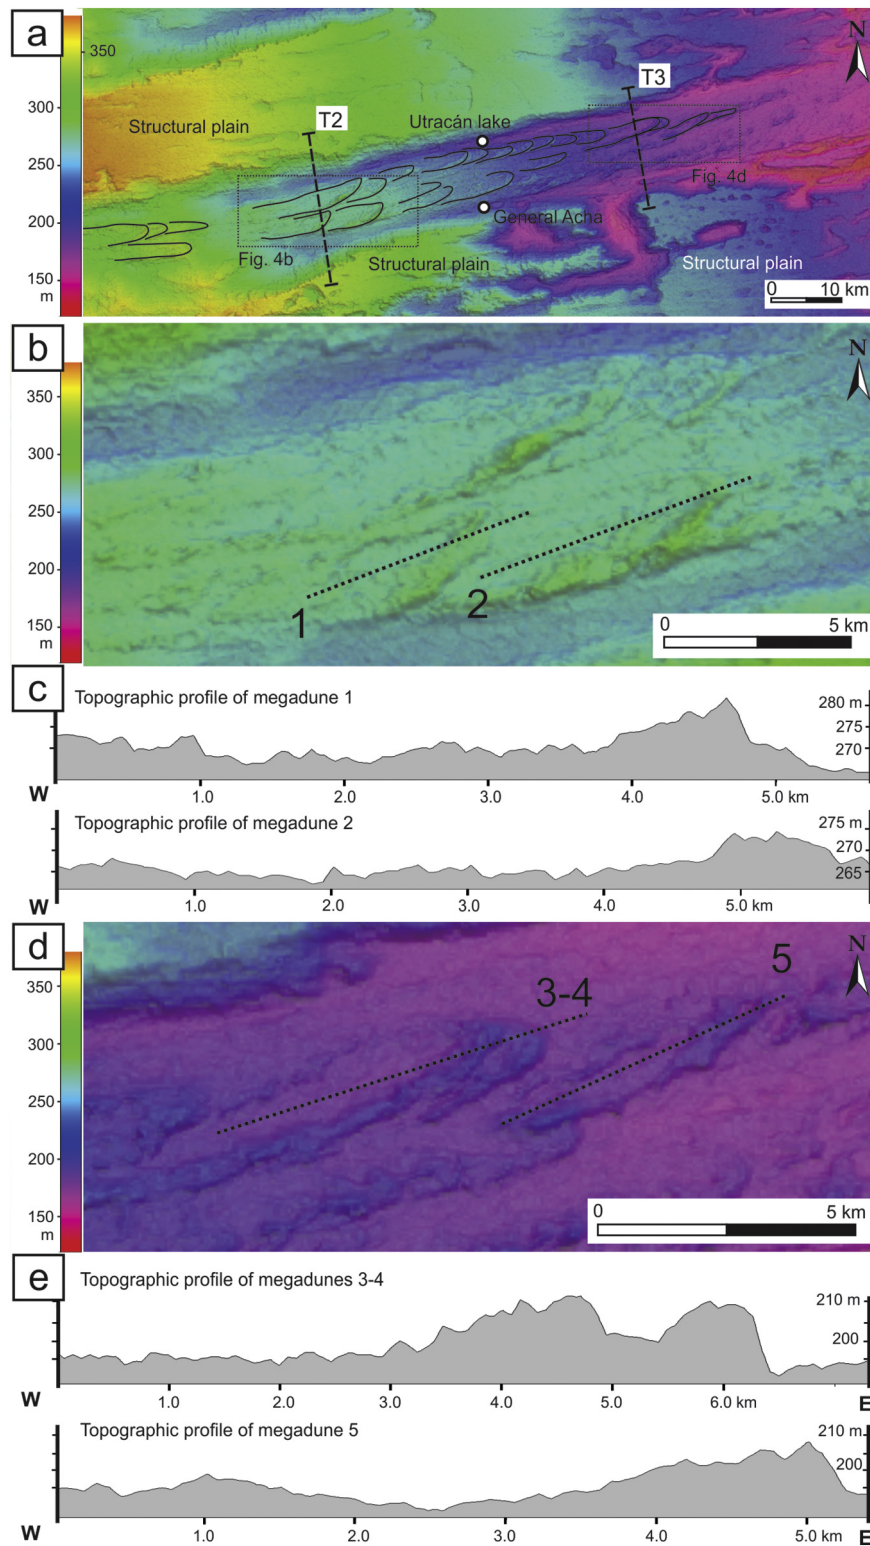 a
N
350
T3
300
Structural plain
T2
Utracán lake
250
Fig. 4d
200
General Acha
Fig. 4b
Structural plain
Structural plain
150
m
0 10 km
b
N
350
300
250
200
1
2
0 5 km
150
m
c
Topographic profile of megadune 1
280 m
275
270
W
1.0 2.0 3.0 4.0 5.0 km
Topographic profile of megadune 2
275 m
270
265
W
1.0 2.0 3.0 4.0 5.0 km
d
N
5
350
3-4
300
250
200
0 5 km
150
m
e
Topographic profile of megadunes 3-4
210 m
200
W
1.0 2.0 3.0 4.0 5.0 6.0 km
E
Topographic profile of megadune 5
210 m
200
W
1.0 2.0 3.0 4.0 5.0 km
E